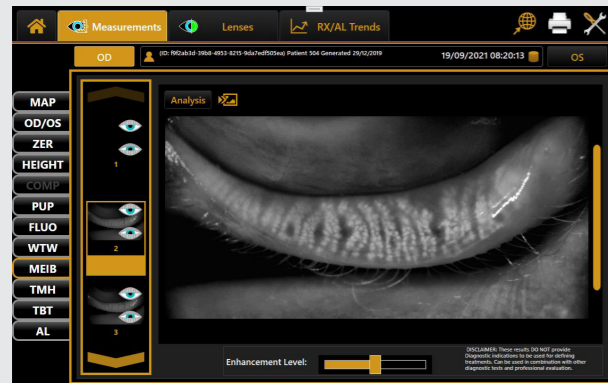 Measurements
Lenses
RX/AL Trends
OD
(ID: f9f2ab3d-39b8-4953-8215-9da7edf505ea) Patient 504 Generated 29/12/2019
19/09/2021 08:20:13
OS
MAP
OD/OS
ZER
HEIGHT
COMP
PUP
FLUO
WTW
MEIB
TMH
TBT
AL
1
2
3
Analysis
Enhancement Level:
DISCLAIMER: These results DO NOT provide
Diagnostic indications to be used for defining
treatments. Can be used in combination with other
diagnostic tests and professional evaluation.